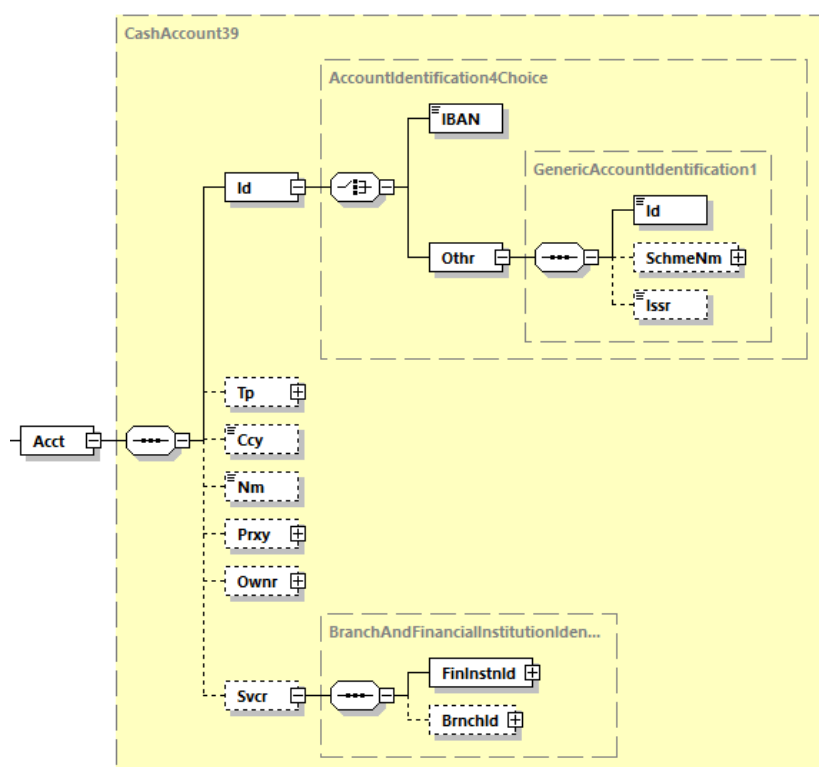 CashAccount39
AccountIdentification4Choice
IBAN
GenericAccountIdentification1
Id
Id
Othr
SchmeNm
Issr
Tp
Acct
Ccy
Nm
Prxy
Ownr
BranchAndFinancialInstitutionIden...
FinInstnId
Svcr
BrnchId